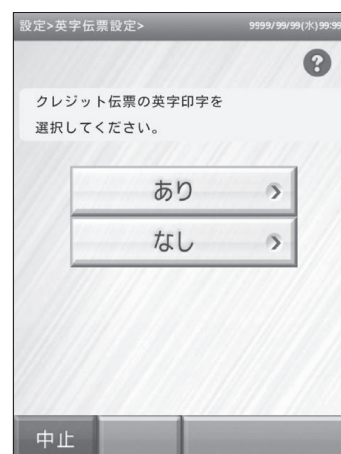 設定>英字伝票設定>
9999/99/99(水)99:99
?
クレジット伝票の英字印字を
選択してください。
あり
なし
中止